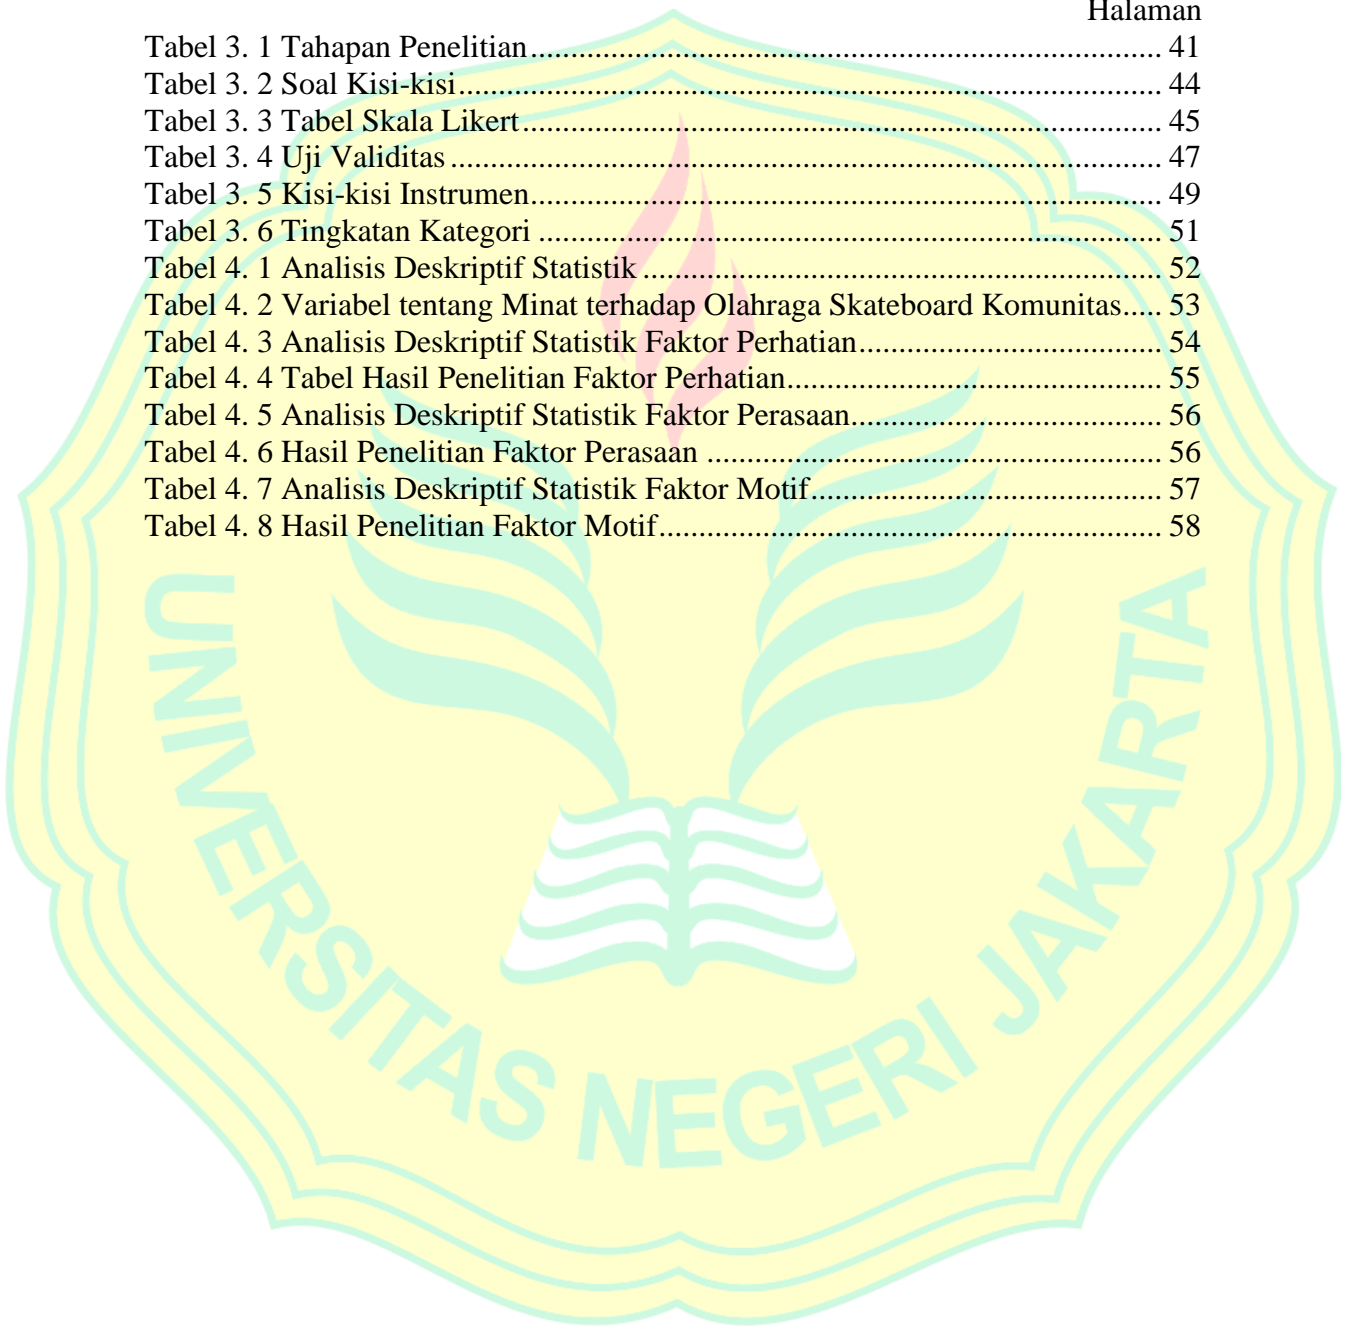 Halaman
Tabel 3. 1 Tahapan Penelitian............................................................................... 41
Tabel 3. 2 Soal Kisi-kisi........................................................................................ 44
Tabel 3. 3 Tabel Skala Likert................................................................................ 45
Tabel 3. 4 Uji Validitas ......................................................................................... 47
Tabel 3. 5 Kisi-kisi Instrumen............................................................................... 49
Tabel 3. 6 Tingkatan Kategori .............................................................................. 51
Tabel 4. 1 Analisis Deskriptif Statistik ................................................................. 52
Tabel 4. 2 Variabel tentang Minat terhadap Olahraga Skateboard Komunitas..... 53
Tabel 4. 3 Analisis Deskriptif Statistik Faktor Perhatian...................................... 54
Tabel 4. 4 Tabel Hasil Penelitian Faktor Perhatian............................................... 55
Tabel 4. 5 Analisis Deskriptif Statistik Faktor Perasaan....................................... 56
Tabel 4. 6 Hasil Penelitian Faktor Perasaan ......................................................... 56
Tabel 4. 7 Analisis Deskriptif Statistik Faktor Motif............................................ 57
Tabel 4. 8 Hasil Penelitian Faktor Motif............................................................... 58
UNIVERSITAS NEGERI JAKARTA